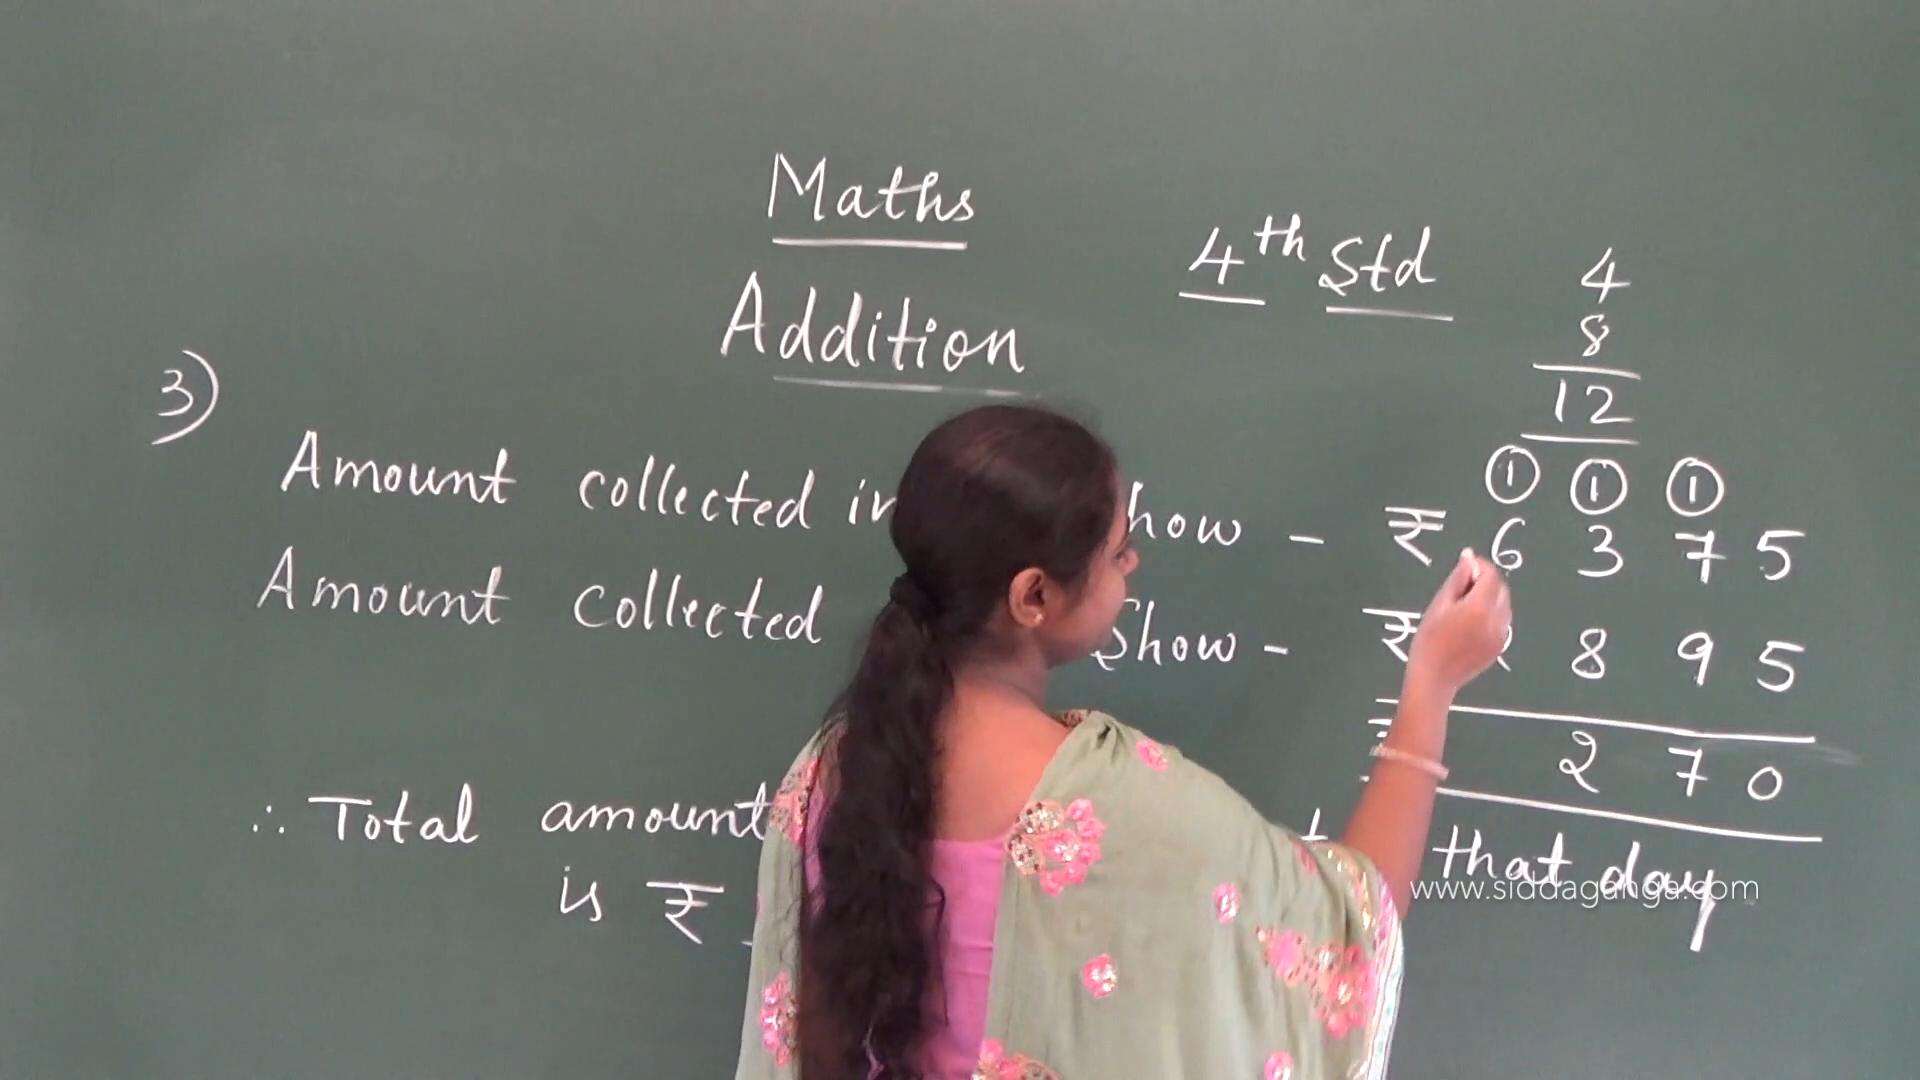 Maths
4th Std
Addition
4
8
12
3)
1 1 1
Amount collected in how - ₹ 6 3 7 5
Amount collected Show - ₹ 8 9 5
2 7 0
∴ Total amount that day
is ₹
www.siddaganga.com